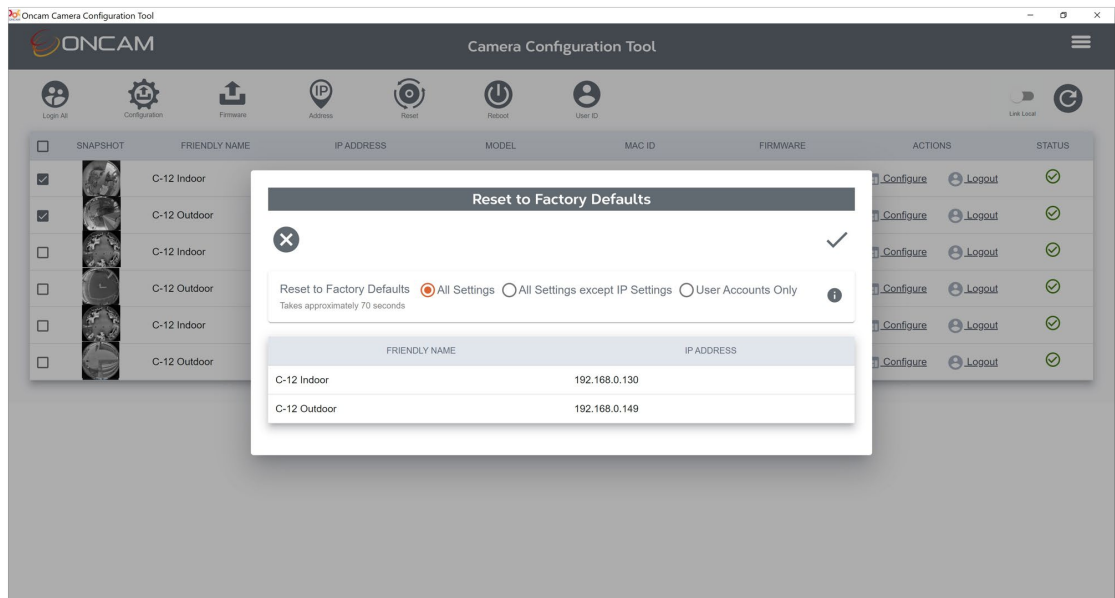 Oncam Camera Configuration Tool
ONCAM
Camera Configuration Tool
Login All Configuration Firmware IP Address Reset Reboot User ID Link Local
SNAPSHOT FRIENDLY NAME IP ADDRESS MODEL MAC ID FIRMWARE ACTIONS STATUS
C-12 Indoor Configure Logout
C-12 Outdoor Configure Logout
C-12 Indoor Configure Logout
C-12 Outdoor Configure Logout
C-12 Indoor Configure Logout
C-12 Outdoor Configure Logout
Reset to Factory Defaults
Reset to Factory Defaults All Settings All Settings except IP Settings User Accounts Only
Takes approximately 70 seconds
FRIENDLY NAME IP ADDRESS
C-12 Indoor 192.168.0.130
C-12 Outdoor 192.168.0.149